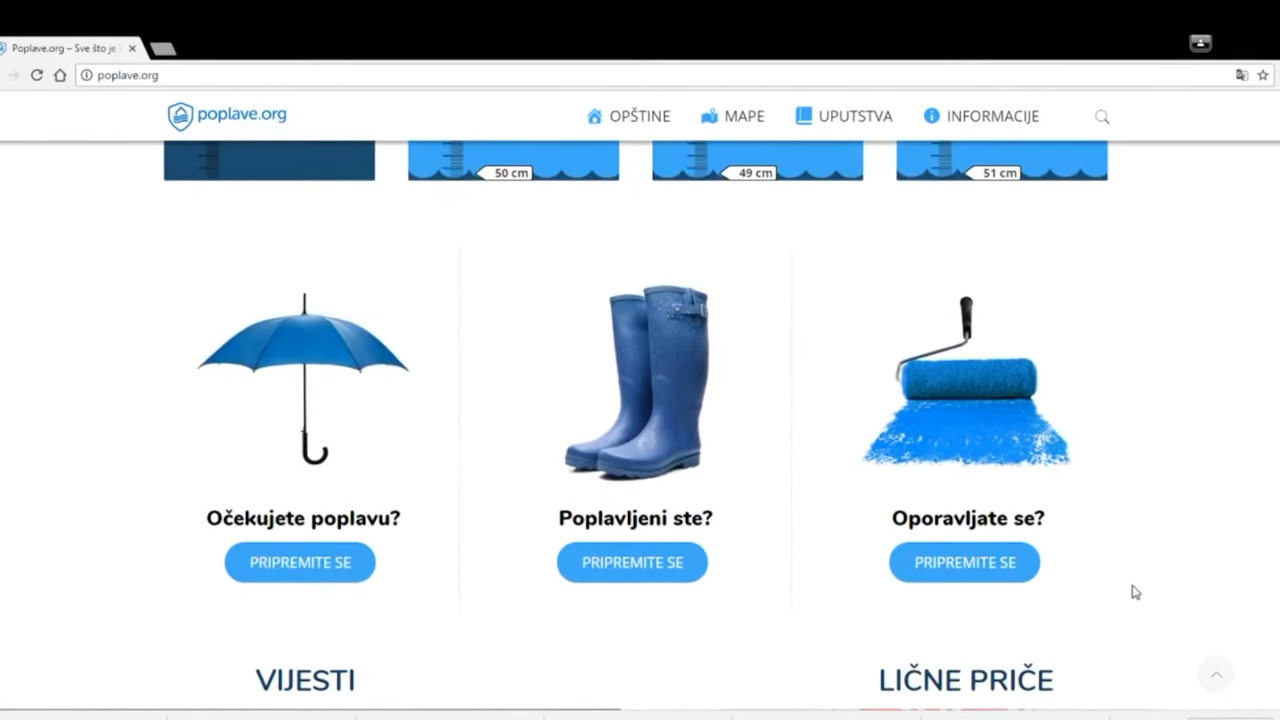 Poplave.org – Sve što je
poplave.org
poplave.org OPŠTINE MAPE UPUTSTVA INFORMACIJE
50 cm 49 cm 51 cm
Očekujete poplavu? Poplavljeni ste? Oporavljate se?
PRIPREMITE SE PRIPREMITE SE PRIPREMITE SE
VIJESTI LIČNE PRIČE